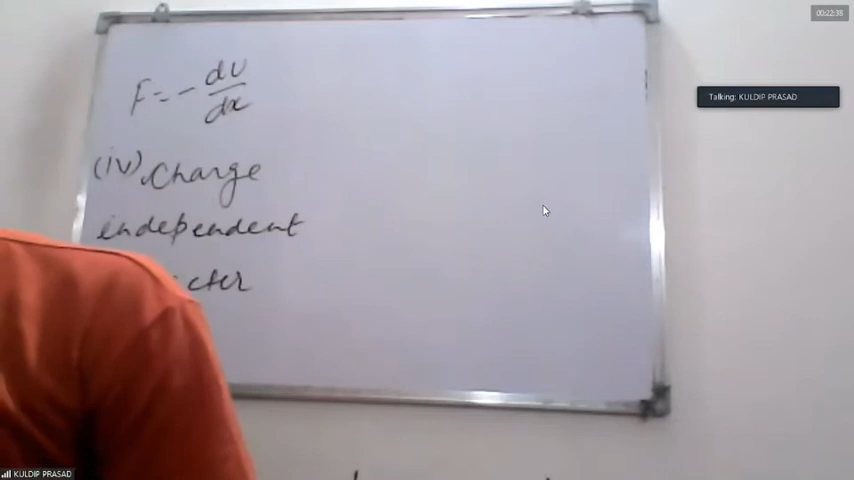 00:22:38
F = - dU/dx
Talking: KULDIP PRASAD
(iv) Charge
independent
cter
KULDIP PRASAD